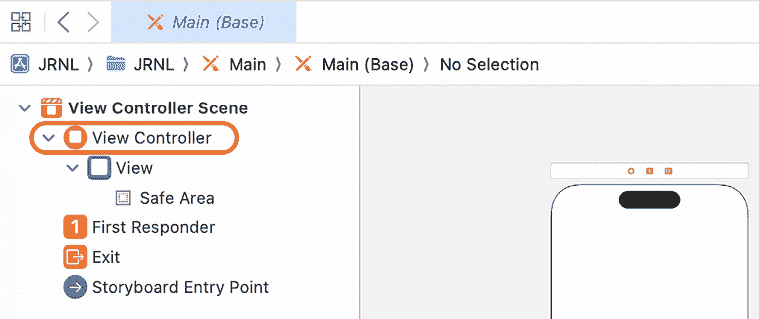 Main (Base)
JRNL 〉 JRNL 〉 Main 〉 Main (Base) 〉 No Selection
View Controller Scene
View Controller
View
Safe Area
1 First Responder
Exit
Storyboard Entry Point